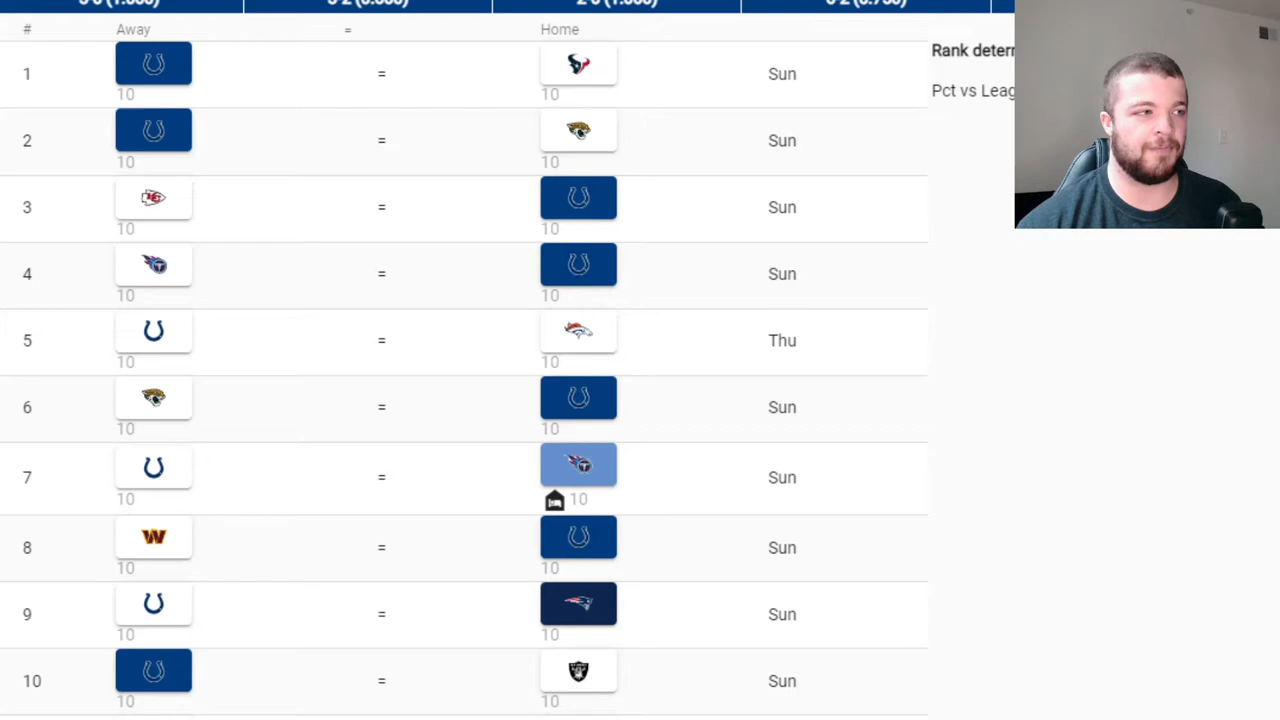 # Away = Home
1 10 = 10 Sun
2 10 = 10 Sun
3 10 = 10 Sun
4 10 = 10 Sun
5 10 = 10 Thu
6 10 = 10 Sun
7 10 = 10 Sun
8 W 10 = 10 Sun
9 10 = 10 Sun
10 10 = 10 Sun
Rank deterr
Pct vs Leag